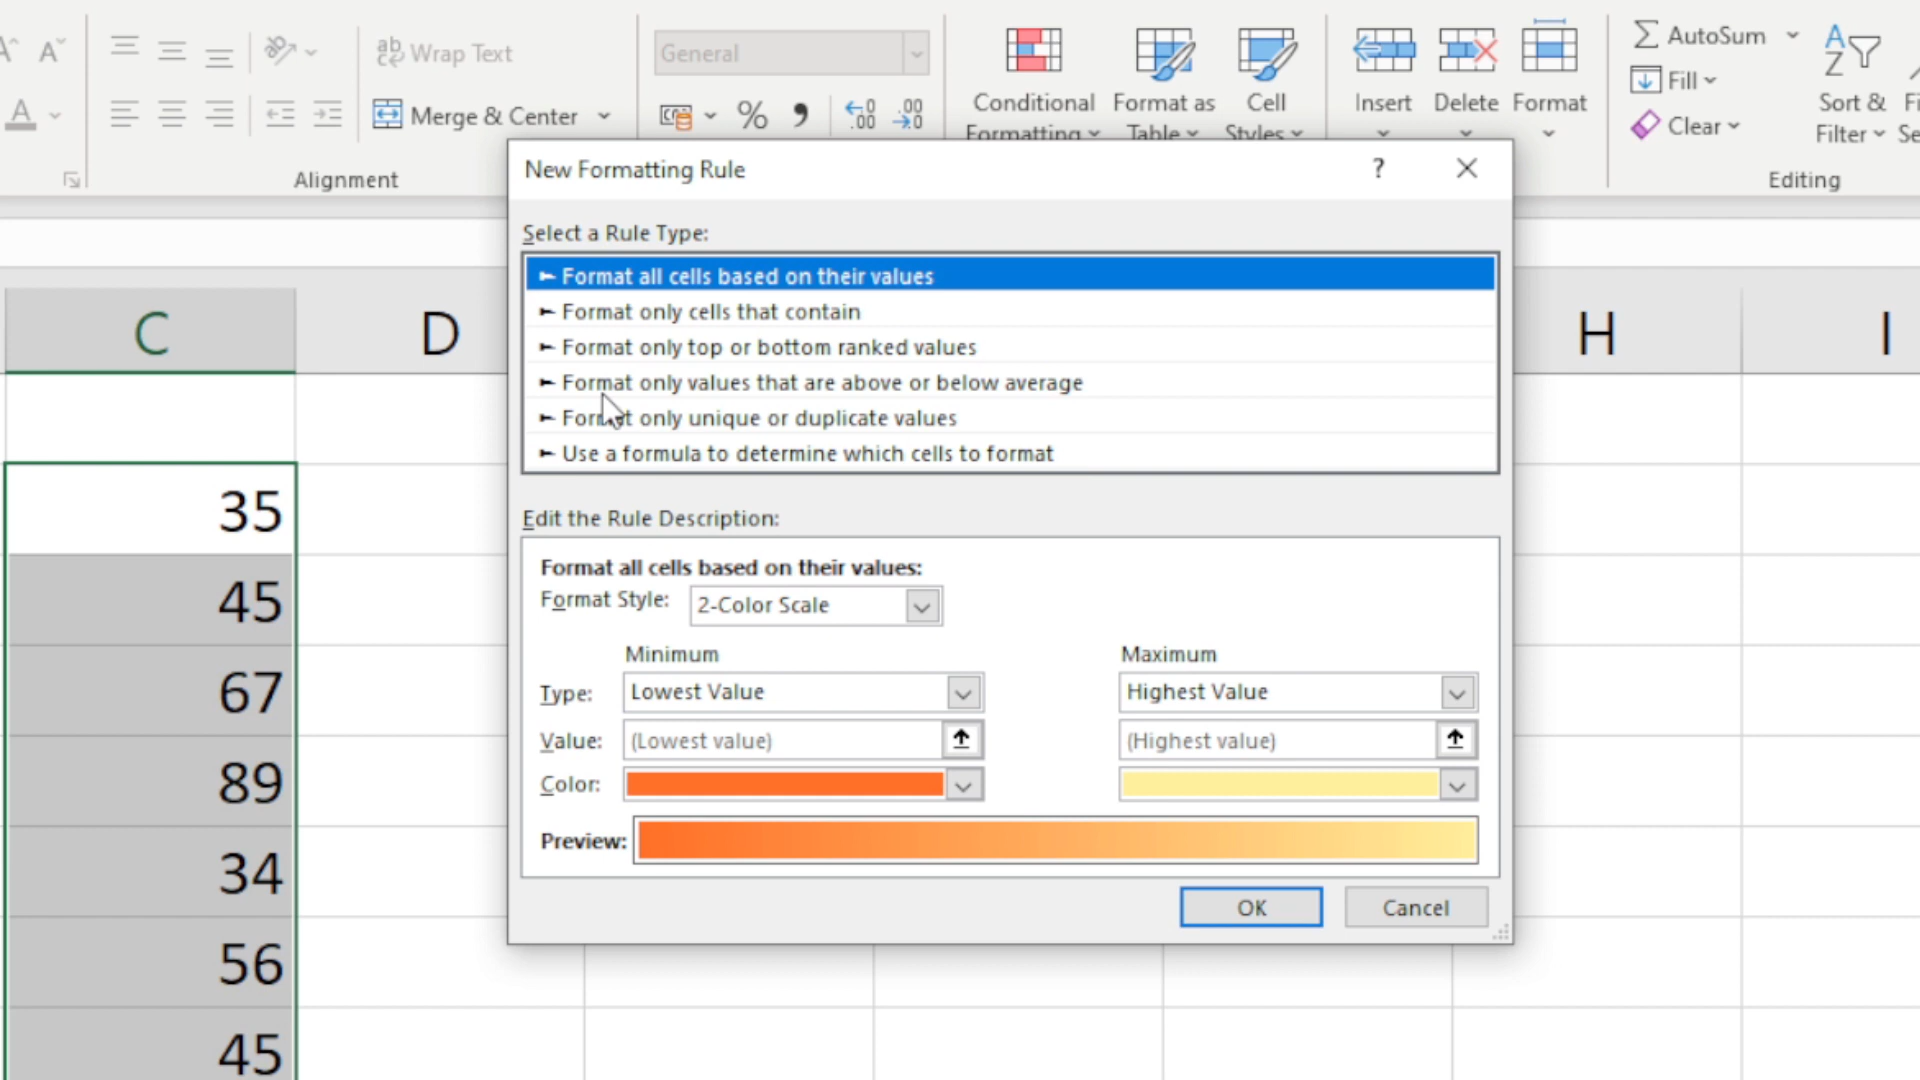 A^ Aˇ
ab Wrap Text
General
Conditional Formatting
Format as Table
Cell Styles
Insert
Delete
Format
AutoSum
Fill
Clear
Sort & Filter
A
Merge & Center
%
Alignment
Editing
New Formatting Rule
?
Select a Rule Type:
► Format all cells based on their values
► Format only cells that contain
► Format only top or bottom ranked values
► Format only values that are above or below average
► Format only unique or duplicate values
► Use a formula to determine which cells to format
Edit the Rule Description:
Format all cells based on their values:
Format Style: 2-Color Scale
Minimum Maximum
Type: Lowest Value Highest Value
Value: (Lowest value) (Highest value)
Color:
Preview:
OK Cancel
C D H I
35
45
67
89
34
56
45